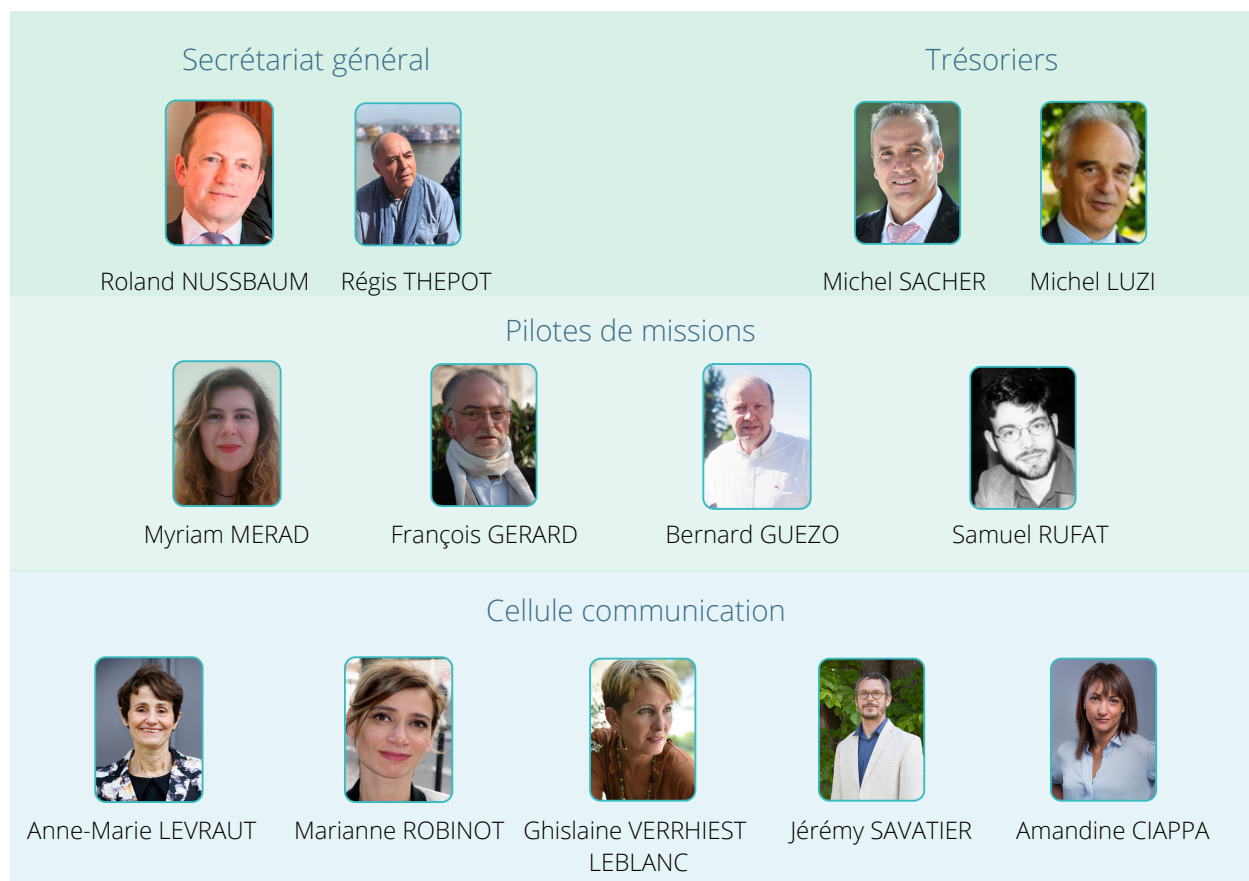 Secrétariat général
Trésoriers
Roland NUSSBAUM
Régis THEPOT
Michel SACHER
Michel LUZI
Pilotes de missions
Myriam MERAD
François GERARD
Bernard GUEZO
Samuel RUFAT
Cellule communication
Anne-Marie LEVRAUT
Marianne ROBINOT
Ghislaine VERRHIEST
LEBLANC
Jérémy SAVATIER
Amandine CIAPPA